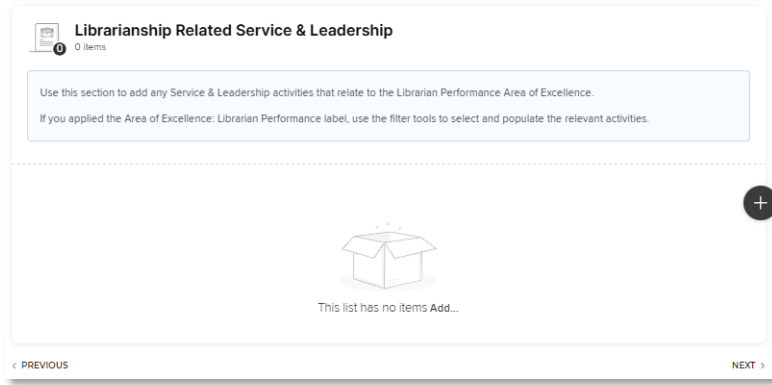 Librarianship Related Service & Leadership
0
0 items
Use this section to add any Service & Leadership activities that relate to the Librarian Performance Area of Excellence.
If you applied the Area of Excellence: Librarian Performance label, use the filter tools to select and populate the relevant activities.
This list has no items Add...
PREVIOUS
NEXT